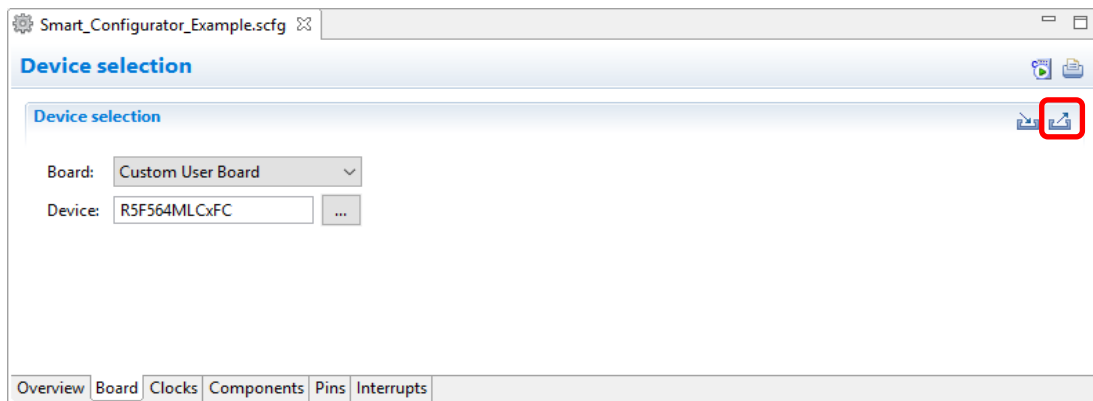 Smart_Configurator_Example.scfg
Device selection
Device selection
Board: Custom User Board
Device: R5F564MLCxFC ...
Overview Board Clocks Components Pins Interrupts